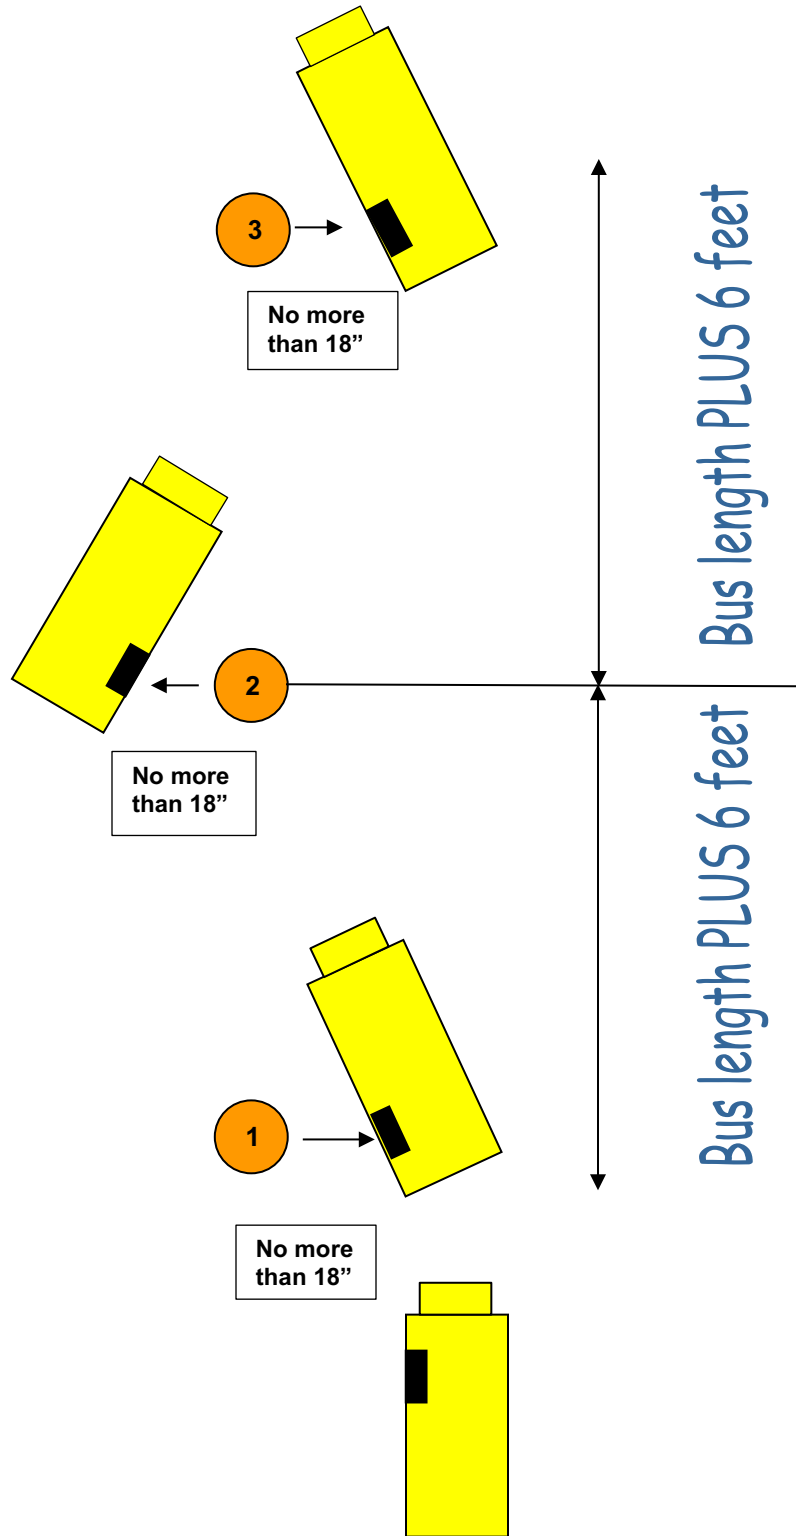 3
No more
than 18”
Bus length PLUS 6 feet
2
No more
than 18”
Bus length PLUS 6 feet
1
No more
than 18”